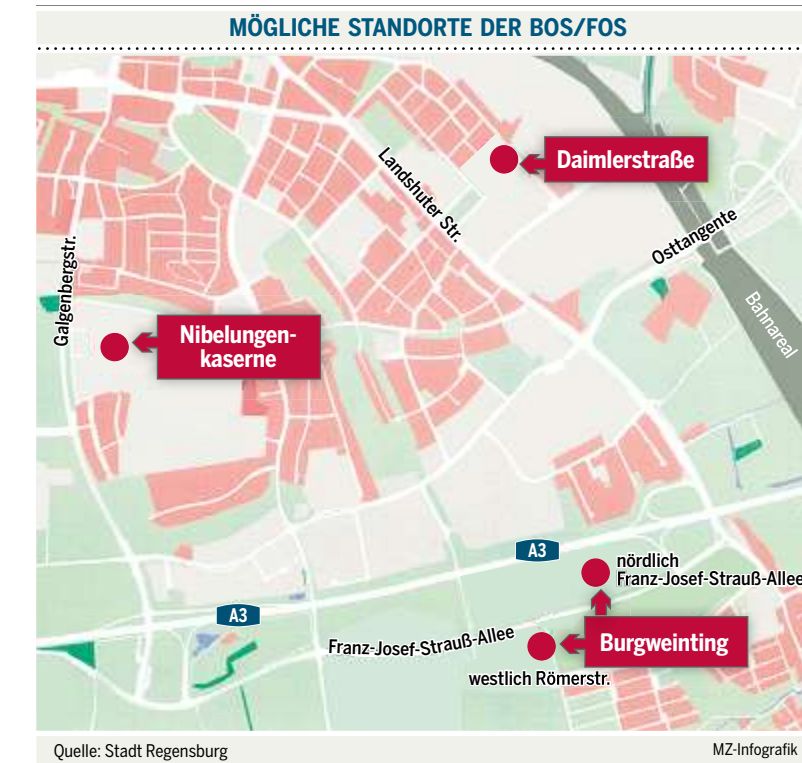 MÖGLICHE STANDORTE DER BOS/FOS
Daimlerstraße
Landshuter Str.
Osttangente
Galgenbergstr.
Bahnareal
Nibelungen-
kaserne
A3
nördlich
Franz-Josef-Strauß-Allee
A3
Franz-Josef-Strauß-Allee
Burgweinting
westlich Römerstr.
Quelle: Stadt Regensburg
MZ-Infografik